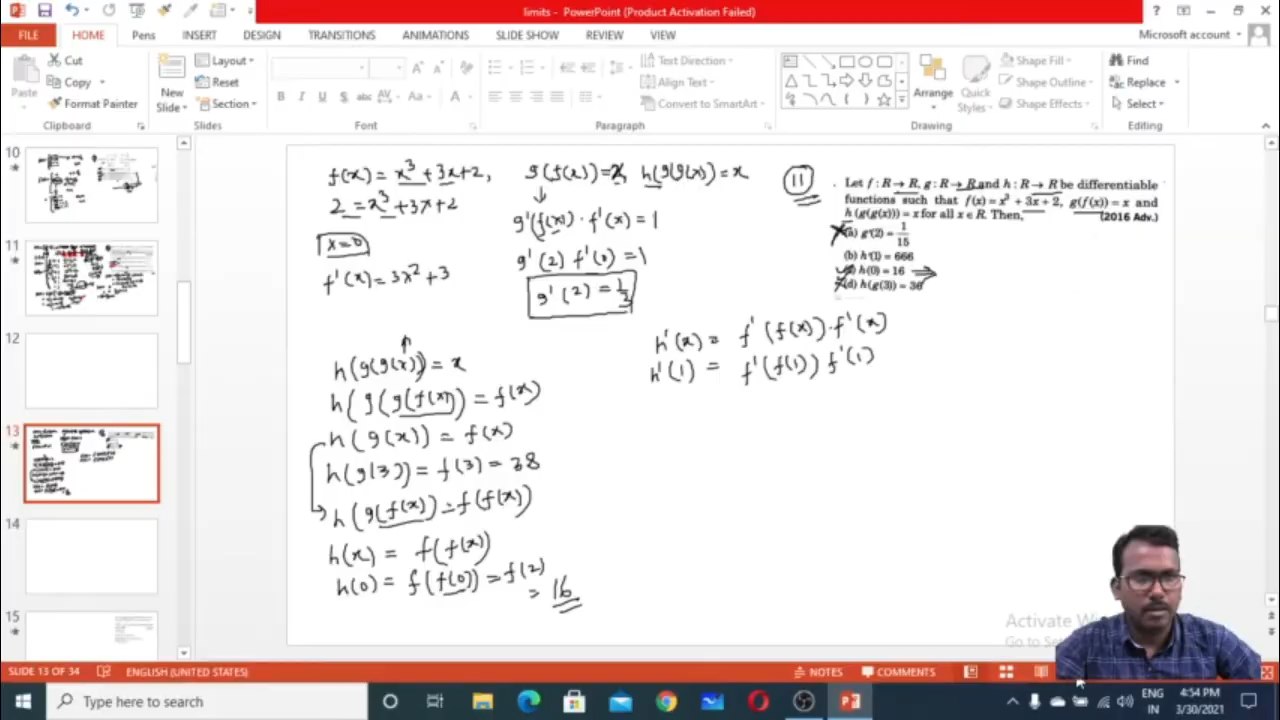 limits - PowerPoint (Product Activation Failed)
FILE HOME Pens INSERT DESIGN TRANSITIONS ANIMATIONS SLIDE SHOW REVIEW VIEW Microsoft account
Paste Cut Copy Format Painter
Clipboard
New Slide Layout Reset Section
Slides
B I U S abc AV Aa A
Font
Text Direction Align Text Convert to SmartArt
Paragraph
Arrange Quick Styles Shape Fill Shape Outline Shape Effects
Drawing
Find Replace Select
Editing
10
11
12
13
14
15
f(x) = x³ + 3x + 2, g(f(x)) = x, h(g(g(x)) = x
2 = x³ + 3x + 2
x = 0
f'(x) = 3x² + 3
g'(f(x)) · f'(x) = 1
g'(2) f'(0) = 1
g'(2) = 1/3
11
Let f : R → R, g : R → R and h : R → R be differentiable
functions such that f(x) = x³ + 3x + 2, g(f(x)) = x and
h (g(g(x))) = x for all x ∈ R. Then, (2016 Adv.)
(a) g'(2) = 1/15
(b) h'(1) = 666
h(0) = 16
(d) h(g(3)) = 36
h(g(g(x))) = x
h(g(g(f(x))) = f(x)
h(g(x)) = f(x)
h(g(3)) = f(3) = 38
h(g(f(x)) = f(f(x))
h(x) = f(f(x))
h(0) = f(f(0)) = f(2)
= 16
h'(x) = f'(f(x)) · f'(x)
h'(1) = f'(f(1)) f'(1)
Activate
Go to
SLIDE 13 OF 34 ENGLISH (UNITED STATES) NOTES COMMENTS
Type here to search
ENG
IN
4:54 PM
3/30/2021